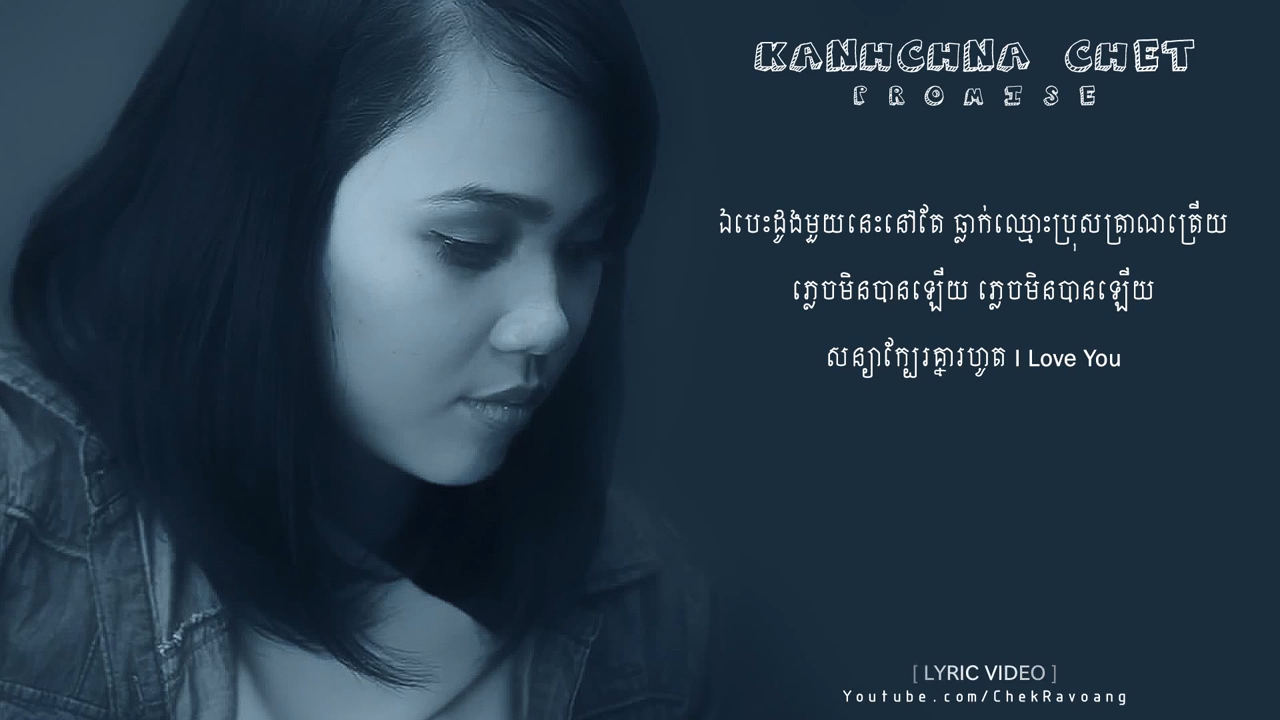 KANHCHNA CHET
PROMISE
ឯបេះដូងមួយនេះនៅតែ ធ្លាក់ឈ្មោះប្រុសត្រាណត្រើយ
ភ្លេចមិនបានឡើយ ភ្លេចមិនបានឡើយ
សន្យាក្បែរគ្នារហូត I Love You
[ LYRIC VIDEO ]
Youtube.com/ChekRavoang